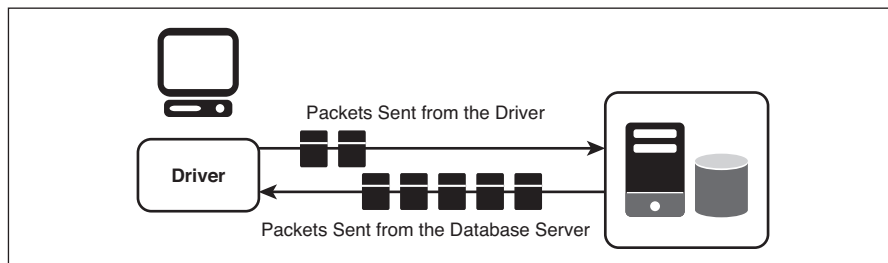 Packets Sent from the Driver
Driver
Packets Sent from the Database Server